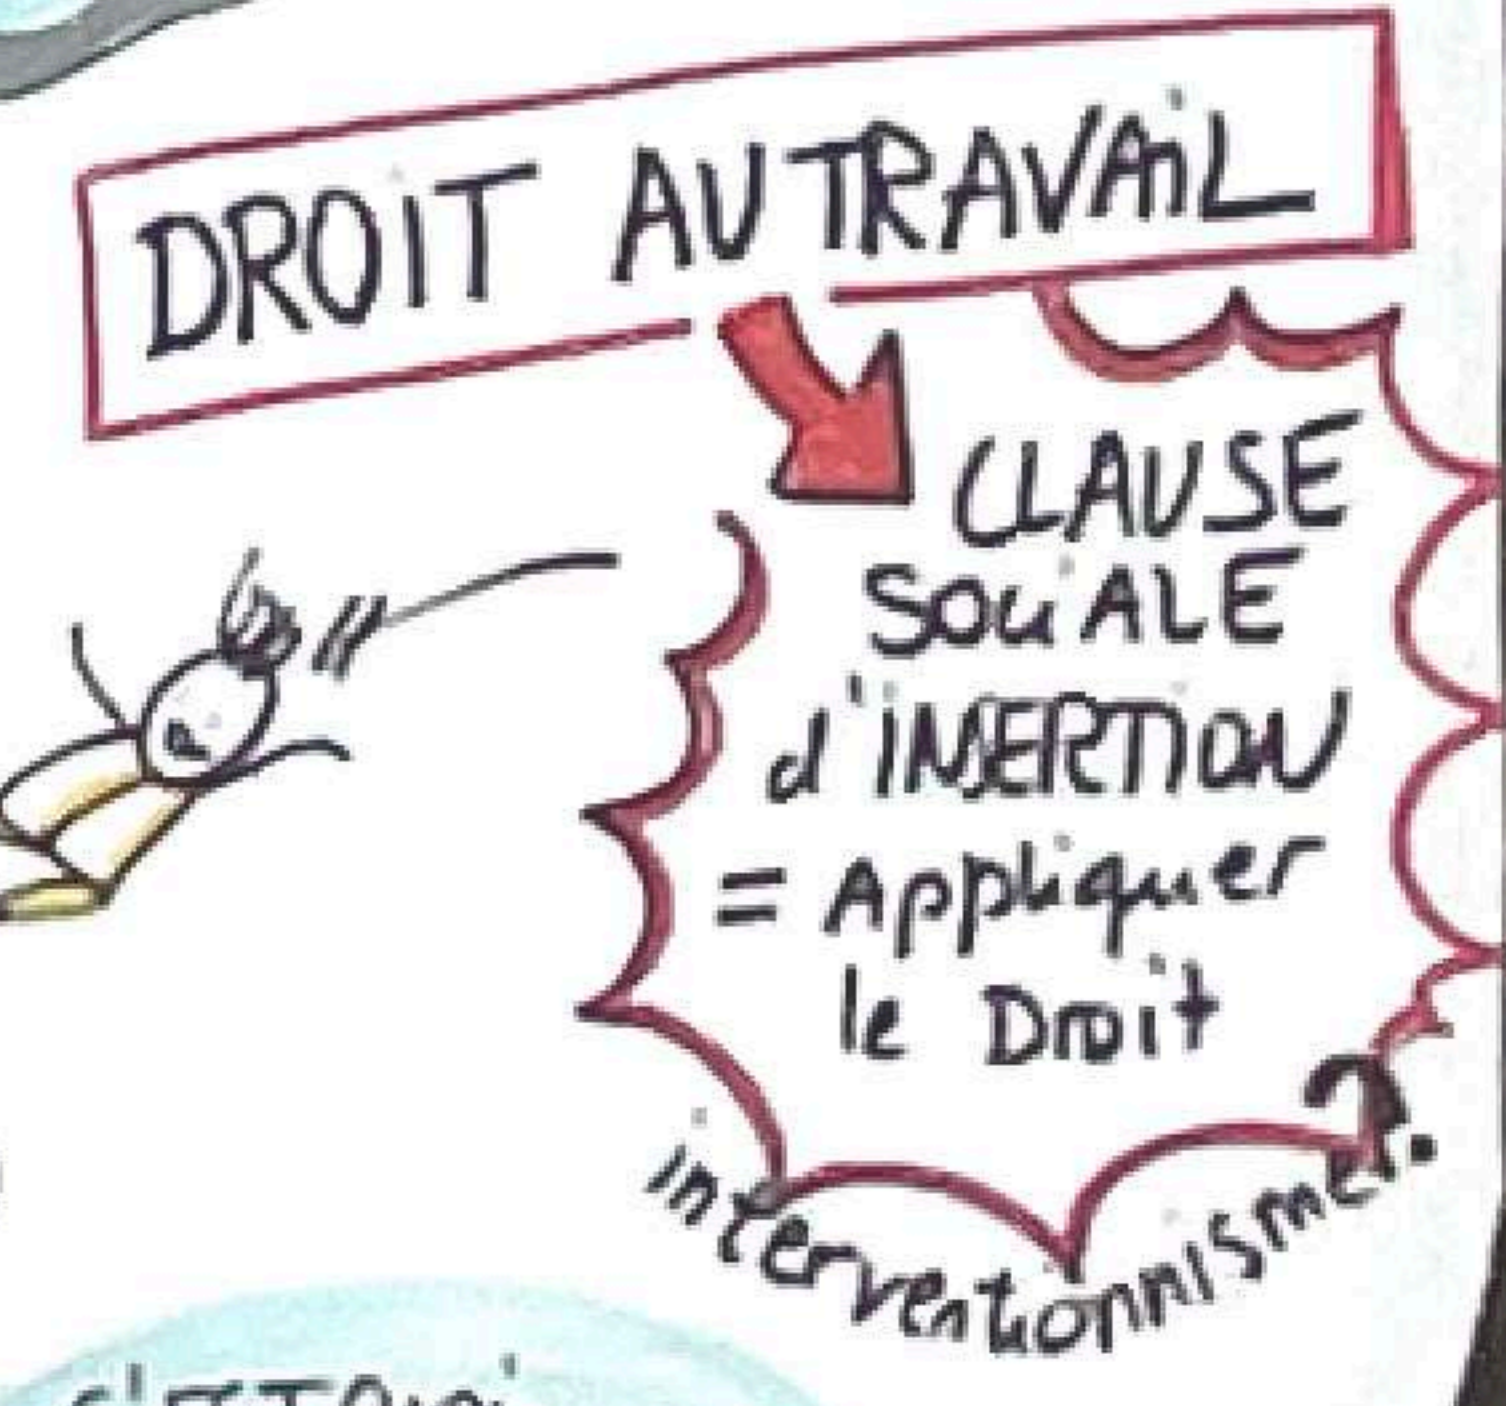 DROIT AU TRAVAIL
CLAUSE
SOCIALE
d'INSERTION
= Appliquer
le Droit
interventionnisme?